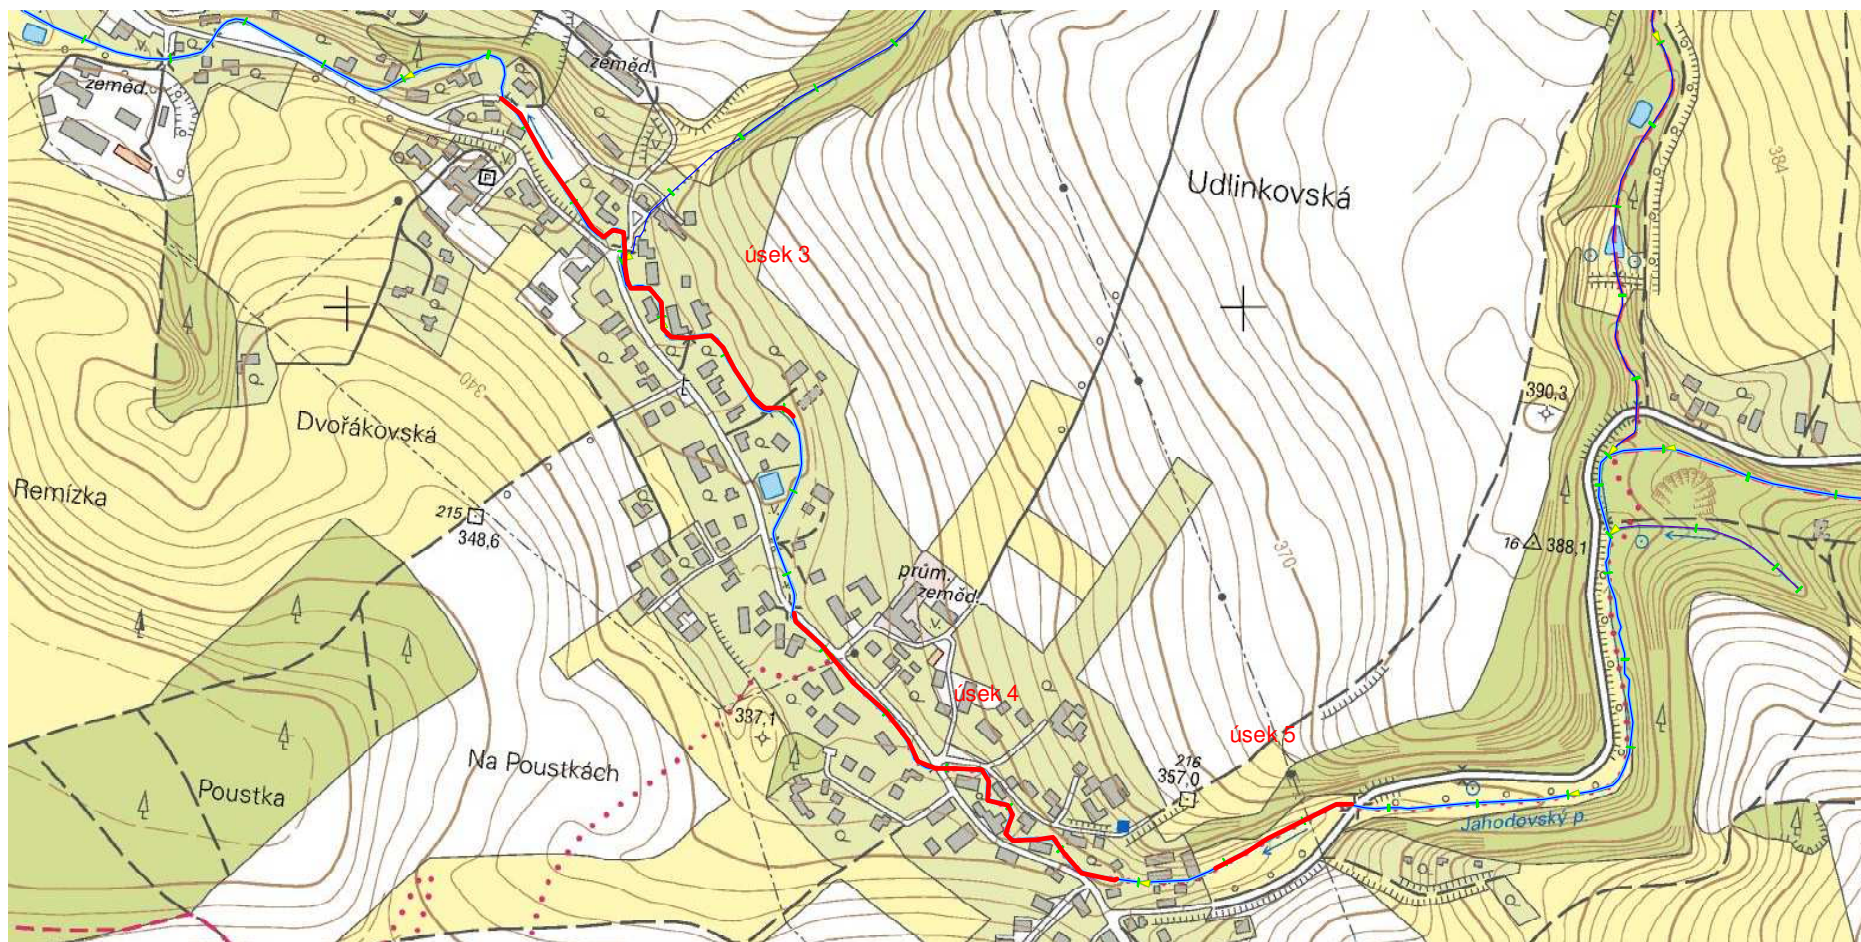 zeměd.
zeměd.
P
Udlinkovská
384
úsek 3
340
390,3
Dvořákovská
Remízka
215
348,6
370
16 388,1
prům.
zeměd.
v.
úsek 4
337,1
úsek 5
Na Poustkách
216
357,0
Poustka
Jahodovský p.